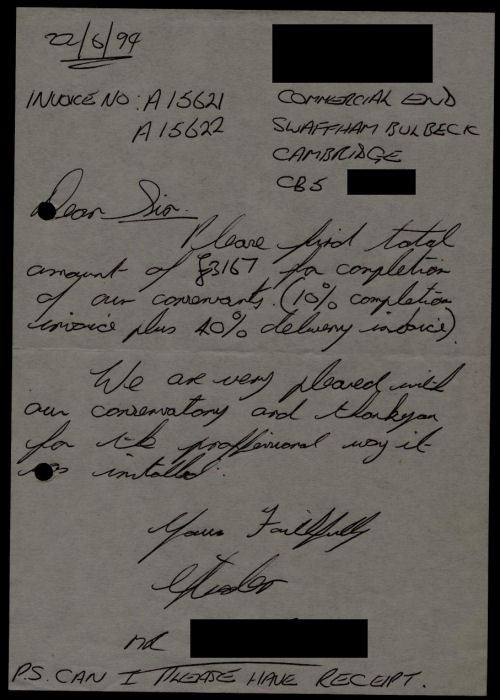 22/6/94
INVOICE NO: A15621
A15622
COMMERCIAL END
SWAFFHAM BULBECK
CAMBRIDGE
CB5
Dear Sir.
Please find total
amount of £3167 for completion
of our conservants. (10% completion
invoice plus 40% delivery invoice).
We are very pleased with
our conservatory and thankyou
for the proffesional way it
was installed.
Yours Faithfully
MR
P.S. CAN I PLEASE HAVE RECEIPT.